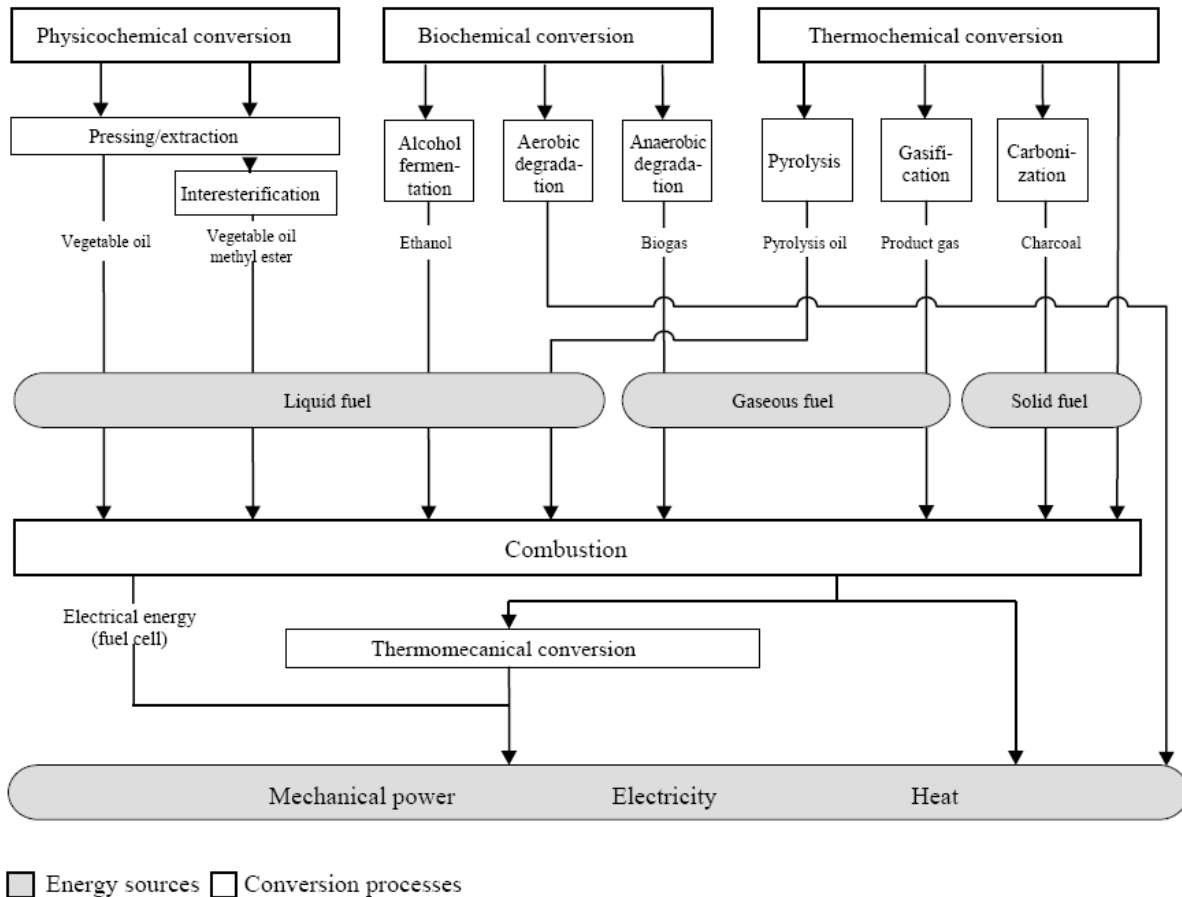 Physicochemical conversion
Biochemical conversion
Thermochemical conversion
Pressing/extraction
Interesterification
Alcohol
fermen-
tation
Aerobic
degrada-
tion
Anaerobic
degrada-
tion
Pyrolysis
Gasifi-
cation
Carboni-
zation
Vegetable oil
Vegetable oil
methyl ester
Ethanol
Biogas
Pyrolysis oil
Product gas
Charcoal
Liquid fuel
Gaseous fuel
Solid fuel
Combustion
Electrical energy
(fuel cell)
Thermomecanical conversion
Mechanical power
Electricity
Heat
Energy sources
Conversion processes